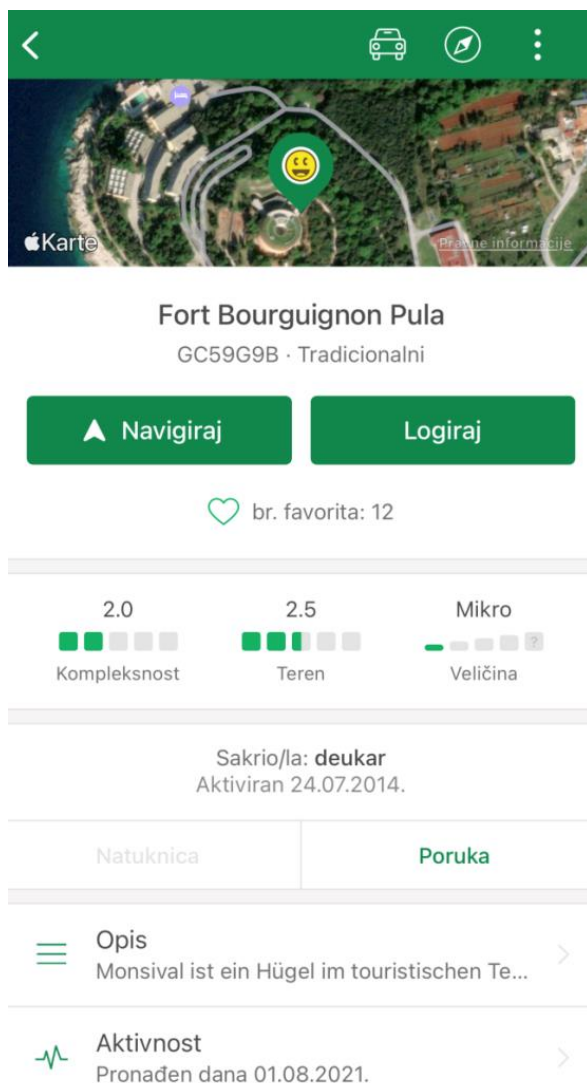 Karte
Pravne informacije
Fort Bourguignon Pula
GC59G9B · Tradicionalni
Navigiraj
Logiraj
br. favorita: 12
2.0
2.5
Mikro
?
Kompleksnost
Teren
Veličina
Sakrio/la: deukar
Aktiviran 24.07.2014.
Natuknica
Poruka
Opis
Monsival ist ein Hügel im touristischen Te...
Aktivnost
Pronađen dana 01.08.2021.